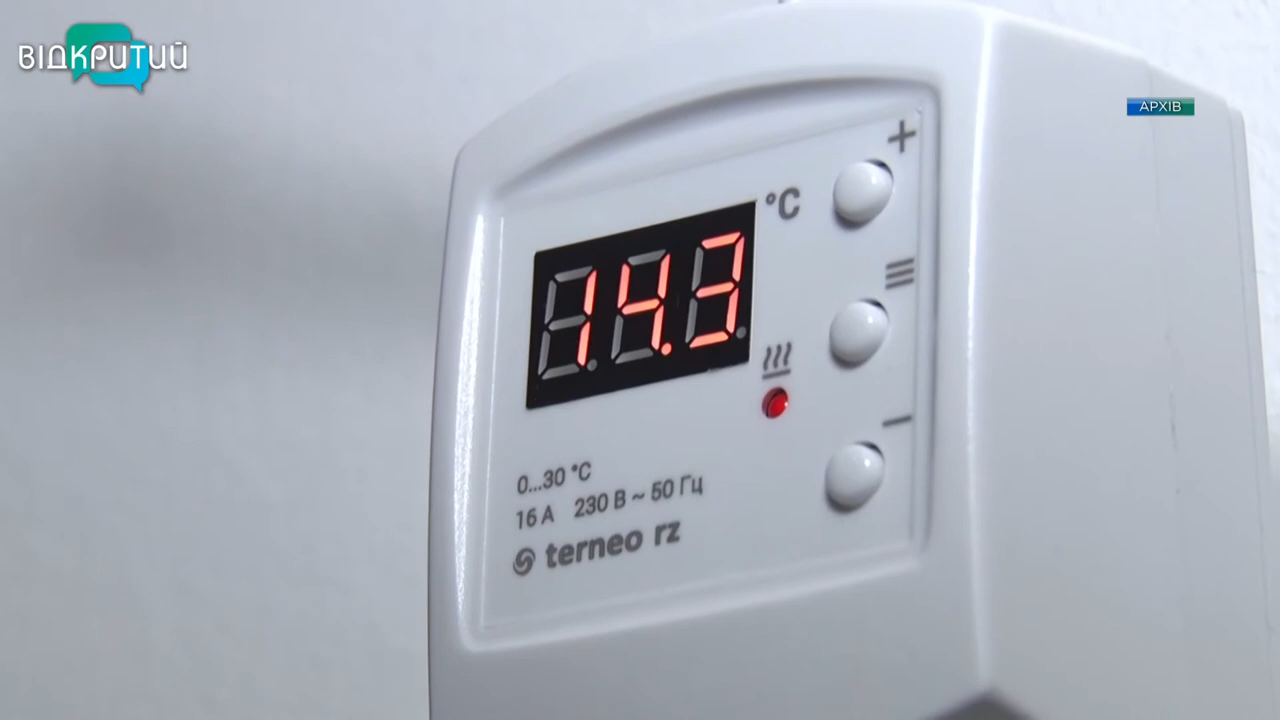 ВІДКРИТИЙ
АРХІВ
+
°C
14.3
−
0...30 °C
16 A 230 В ~ 50 Гц
terneo rz